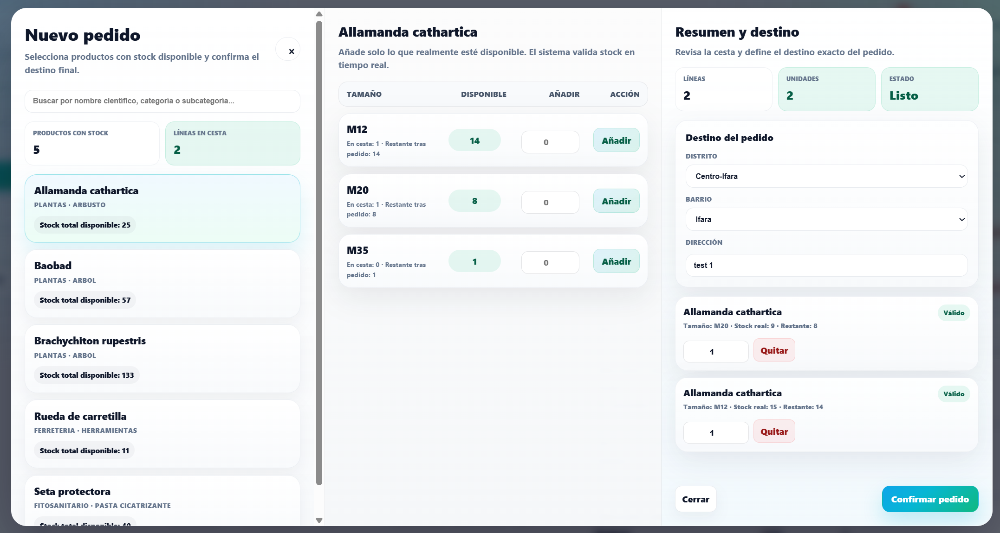 Nuevo pedido
Selecciona productos con stock disponible y confirma el
destino final.
×
Buscar por nombre científico, categoría o subcategoría...
PRODUCTOS CON STOCK
5
LÍNEAS EN CESTA
2
Allamanda cathartica
PLANTAS · ARBUSTO
Stock total disponible: 25
Baobad
PLANTAS · ARBOL
Stock total disponible: 57
Brachychiton rupestris
PLANTAS · ARBOL
Stock total disponible: 133
Rueda de carretilla
FERRETERIA · HERRAMIENTAS
Stock total disponible: 11
Seta protectora
FITOSANITARIO · PASTA CICATRIZANTE
Stock total disponible: 40
Allamanda cathartica
Añade solo lo que realmente esté disponible. El sistema valida stock en
tiempo real.
TAMAÑO DISPONIBLE AÑADIR ACCIÓN
M12
En cesta: 1 · Restante tras
pedido: 14
14
0
Añadir
M20
En cesta: 1 · Restante tras
pedido: 8
8
0
Añadir
M35
En cesta: 0 · Restante tras
pedido: 1
1
0
Añadir
Resumen y destino
Revisa la cesta y define el destino exacto del pedido.
LÍNEAS
2
UNIDADES
2
ESTADO
Listo
Destino del pedido
DISTRITO
Centro-Ifara
BARRIO
Ifara
DIRECCIÓN
test 1
Allamanda cathartica
Válido
Tamaño: M20 · Stock real: 9 · Restante: 8
1
Quitar
Allamanda cathartica
Válido
Tamaño: M12 · Stock real: 15 · Restante: 14
1
Quitar
Cerrar
Confirmar pedido